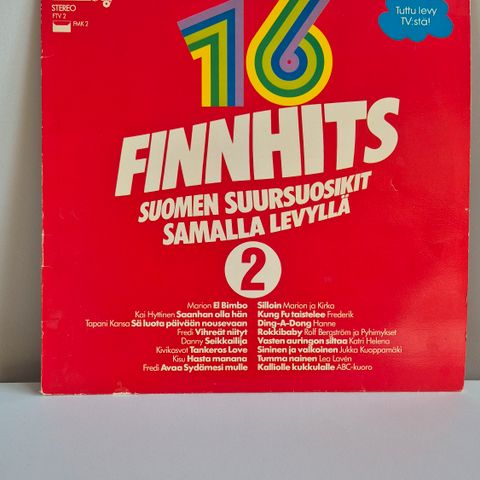 STEREO
FTV 2
FMK 2
Tuttu levy
TV:stä!
16
FINNHITS
SUOMEN SUURSUOSIKIT
SAMALLA LEVYLLÄ
2
Marion El Bimbo
Kai Hyttinen Saanhan olla hän
Tapani Kansa Sä luota päivään nousevaan
Fredi Vihreät niityt
Danny Seikkailija
Kivikasvot Tankeros Love
Kisu Hasta manana
Fredi Avaa Sydämesi mulle
Silloin Marion ja Kirka
Kung Fu taistelee Frederik
Ding-A-Dong Hanne
Rokkibaby Rolf Bergström ja Pyhimykset
Vasten auringon siltaa Katri Helena
Sininen ja valkoinen Jukka Kuoppamäki
Tumma nainen Lea Lavén
Kalliolle kukkulalle ABC-kuoro